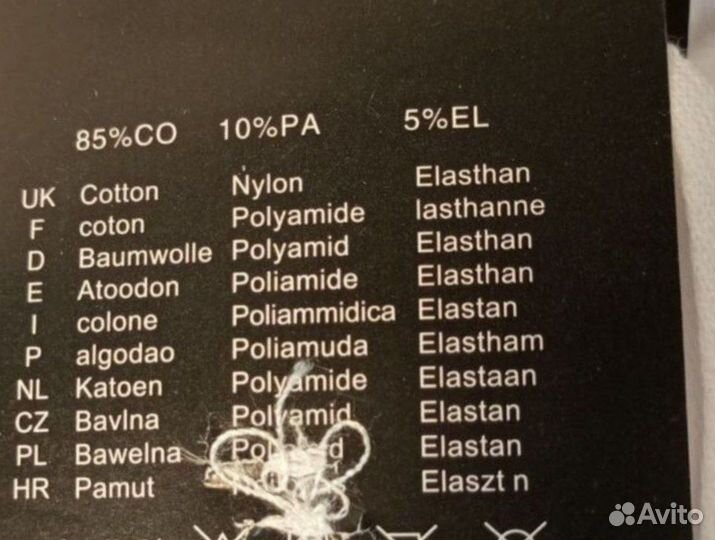 85%CO 10%PA 5%EL
UK Cotton Nylon Elasthan
F coton Polyamide lasthanne
D Baumwolle Polyamid Elasthan
E Atoodon Poliamide Elasthan
I colone Poliammidica Elastan
P algodao Poliamuda Elastham
NL Katoen Polyamide Elastaan
CZ Bavlna Polyamid Elastan
PL Bawelna Elastan
HR Pamut Elaszt n
Avito